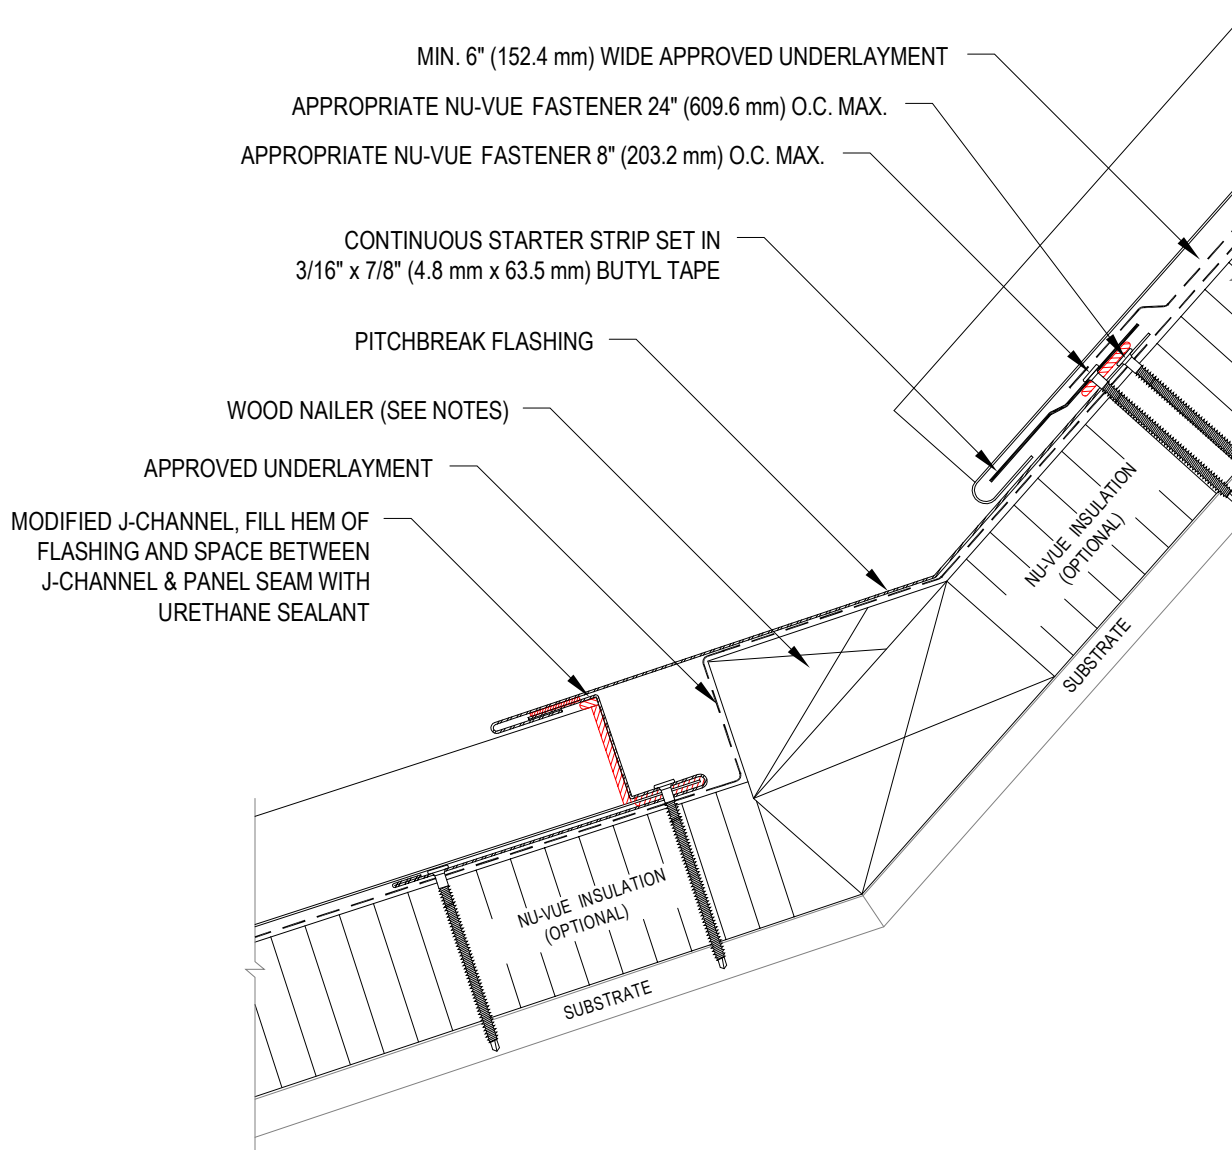 MIN. 6" (152.4 mm) WIDE APPROVED UNDERLAYMENT
APPROPRIATE NU-VUE FASTENER 24" (609.6 mm) O.C. MAX.
APPROPRIATE NU-VUE FASTENER 8" (203.2 mm) O.C. MAX.
CONTINUOUS STARTER STRIP SET IN
3/16" x 7/8" (4.8 mm x 63.5 mm) BUTYL TAPE
PITCHBREAK FLASHING
WOOD NAILER (SEE NOTES)
APPROVED UNDERLAYMENT
MODIFIED J-CHANNEL, FILL HEM OF
FLASHING AND SPACE BETWEEN
J-CHANNEL & PANEL SEAM WITH
URETHANE SEALANT
NU-VUE INSULATION
(OPTIONAL)
SUBSTRATE
NU-VUE INSULATION
(OPTIONAL)
SUBSTRATE